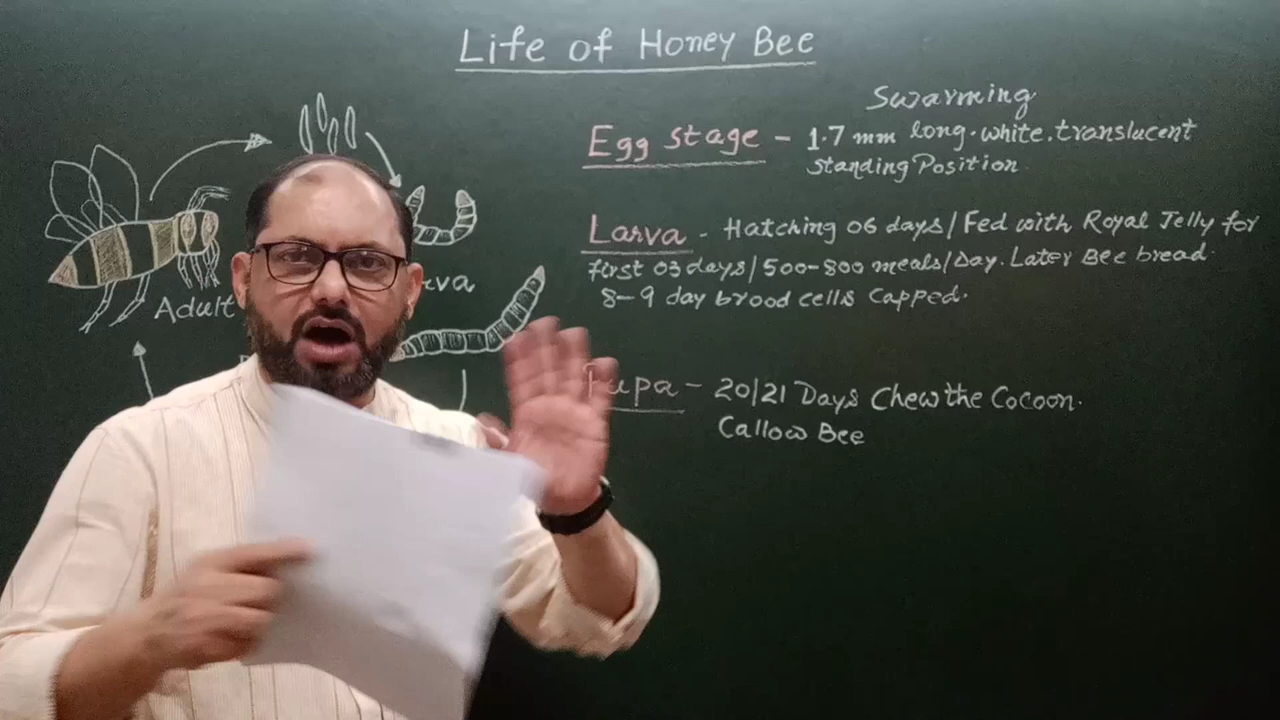 Life of Honey Bee
Swarming
Egg stage - 1.7 mm long. white. translucent
standing Position
Larva - Hatching 06 days/Fed with Royal Jelly for
first 03 days/500-800 meals/Day. Later Bee bread.
8-9 day brood cells Capped.
Pupa - 20/21 Days Chew the Cocoon.
Callow Bee
Adult